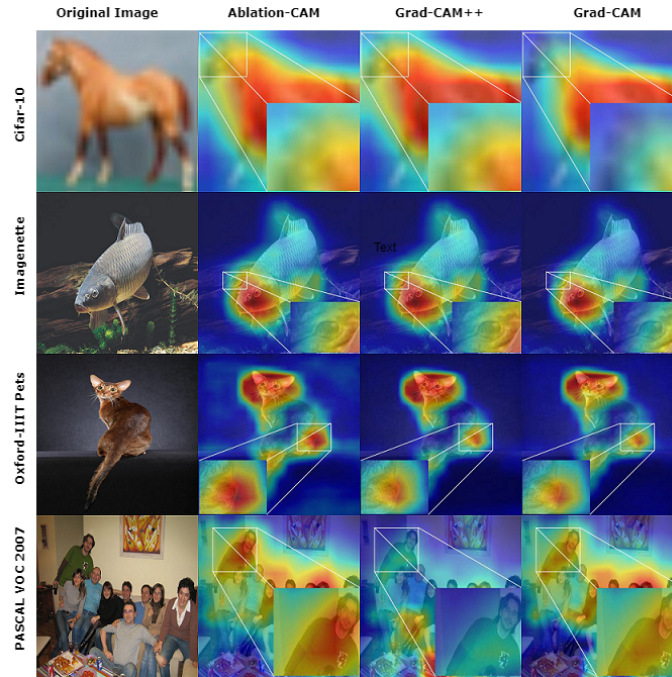 Original Image
Ablation-CAM
Grad-CAM++
Grad-CAM
Cifar-10
Imagenette
Text
Oxford-IIIT Pets
PASCAL VOC 2007